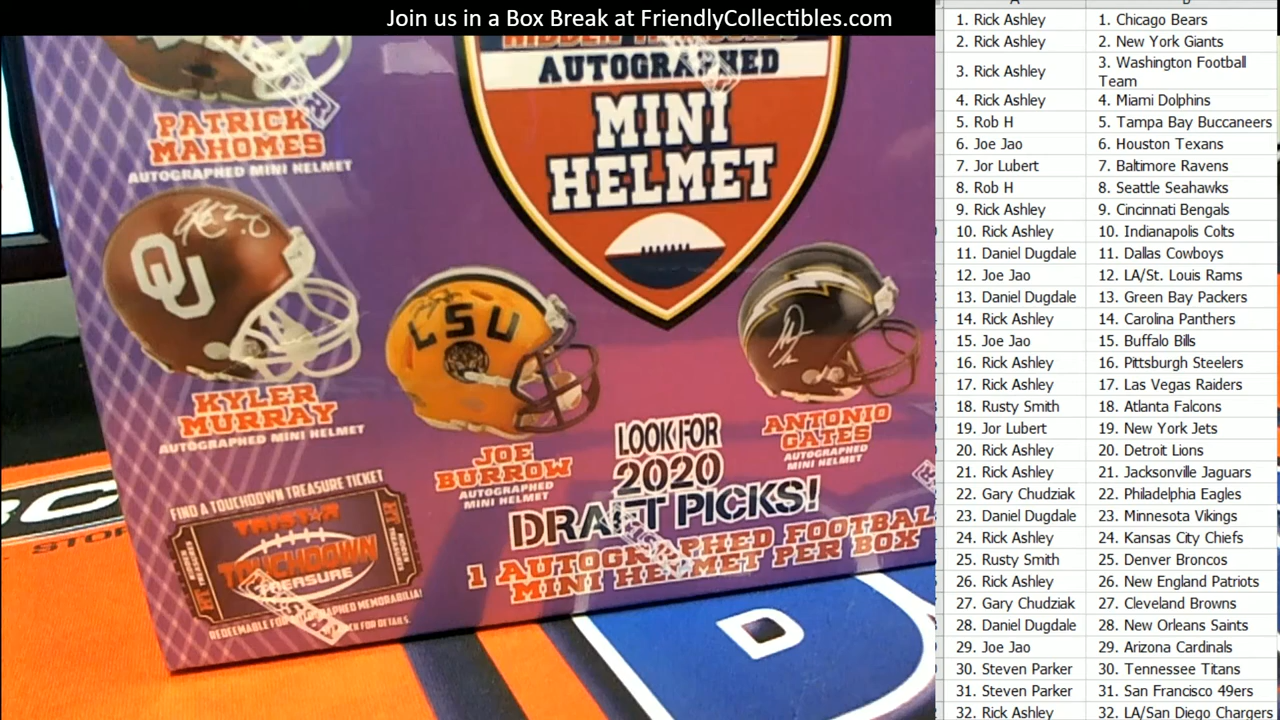 Join us in a Box Break at FriendlyCollectibles.com
AUTOGRAPHED
MINI
HELMET
PATRICK
MAHOMES
AUTOGRAPHED MINI HELMET
OU
KYLER
MURRAY
AUTOGRAPHED MINI HELMET
LSU
JOE
BURROW
AUTOGRAPHED
MINI HELMET
ANTONIO
GATES
AUTOGRAPHED
MINI HELMET
LOOK FOR
2020
DRAFT PICKS!
1 AUTOGRAPHED FOOTBAL
MINI HELMET PER BOX
FIND A TOUCHDOWN TREASURE TICKET
TRISTAR
TOUCHDOWN
TREASURE
REDEEMABLE FOR
D
1. Rick Ashley 1. Chicago Bears
2. Rick Ashley 2. New York Giants
3. Rick Ashley 3. Washington Football
Team
4. Rick Ashley 4. Miami Dolphins
5. Rob H 5. Tampa Bay Buccaneers
6. Joe Jao 6. Houston Texans
7. Jor Lubert 7. Baltimore Ravens
8. Rob H 8. Seattle Seahawks
9. Rick Ashley 9. Cincinnati Bengals
10. Rick Ashley 10. Indianapolis Colts
11. Daniel Dugdale 11. Dallas Cowboys
12. Joe Jao 12. LA/St. Louis Rams
13. Daniel Dugdale 13. Green Bay Packers
14. Rick Ashley 14. Carolina Panthers
15. Joe Jao 15. Buffalo Bills
16. Rick Ashley 16. Pittsburgh Steelers
17. Rick Ashley 17. Las Vegas Raiders
18. Rusty Smith 18. Atlanta Falcons
19. Jor Lubert 19. New York Jets
20. Rick Ashley 20. Detroit Lions
21. Rick Ashley 21. Jacksonville Jaguars
22. Gary Chudziak 22. Philadelphia Eagles
23. Daniel Dugdale 23. Minnesota Vikings
24. Rick Ashley 24. Kansas City Chiefs
25. Rusty Smith 25. Denver Broncos
26. Rick Ashley 26. New England Patriots
27. Gary Chudziak 27. Cleveland Browns
28. Daniel Dugdale 28. New Orleans Saints
29. Joe Jao 29. Arizona Cardinals
30. Steven Parker 30. Tennessee Titans
31. Steven Parker 31. San Francisco 49ers
32. Rick Ashley 32. LA/San Diego Chargers